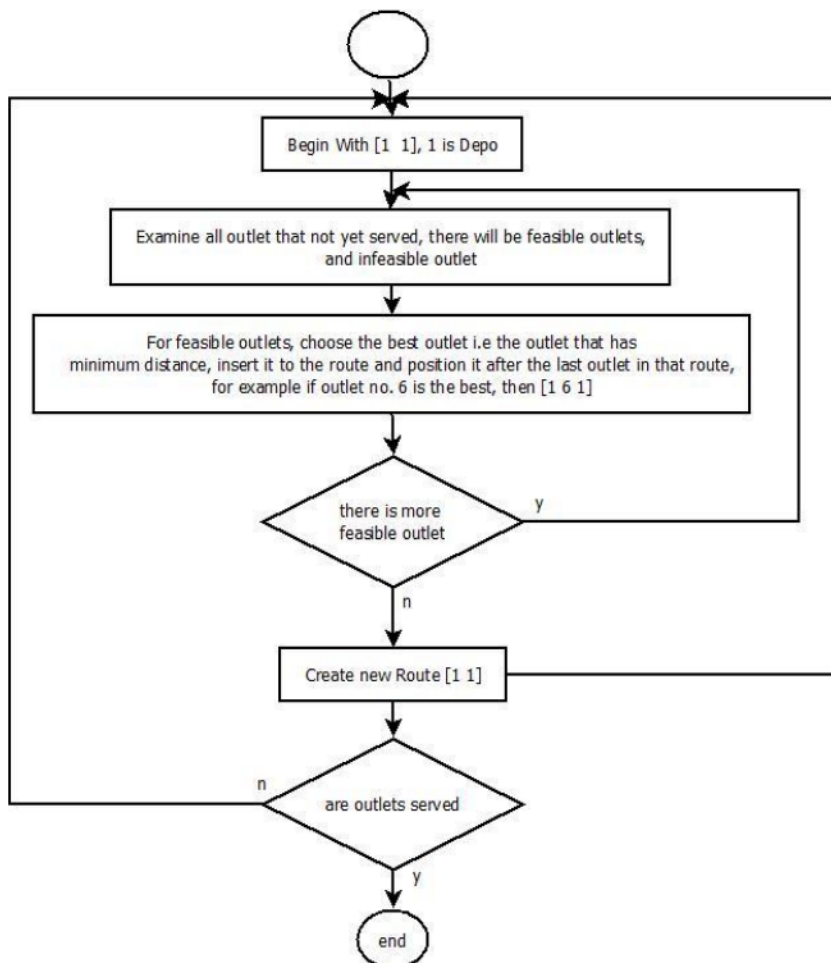 Begin With [1 1], 1 is Depo
Examine all outlet that not yet served, there will be feasible outlets,
and infeasible outlet
For feasible outlets, choose the best outlet i.e the outlet that has
minimum distance, insert it to the route and position it after the last outlet in that route,
for example if outlet no. 6 is the best, then [1 6 1]
there is more
feasible outlet
y
n
Create new Route [1 1]
n
are outlets served
y
end